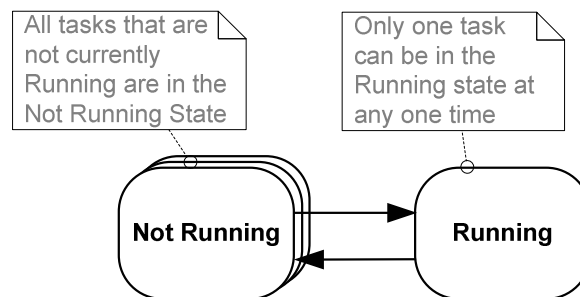 All tasks that are
not currently
Running are in the
Not Running State
Only one task
can be in the
Running state at
any one time
Not Running
Running